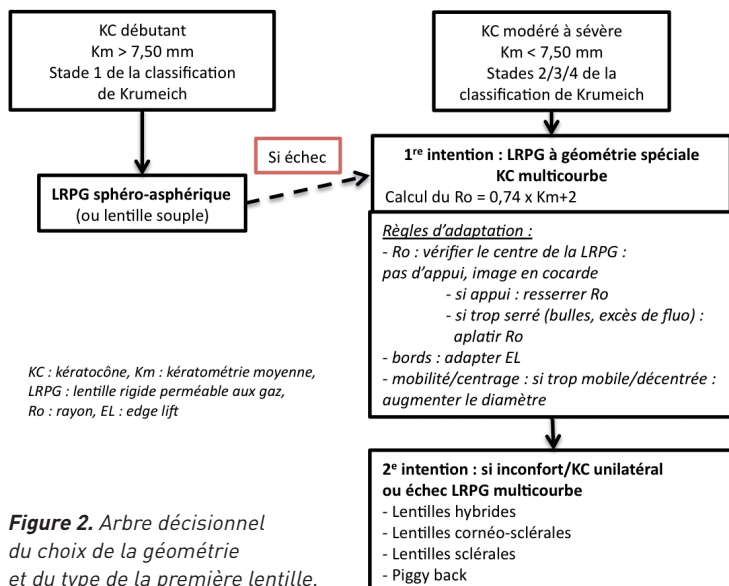 KC débutant
Km > 7,50 mm
Stade 1 de la classification
de Krumeich
KC modéré à sévère
Km < 7,50 mm
Stades 2/3/4 de la
classification de Krumeich
Si échec
LRPG sphéro-asphérique
(ou lentille souple)
1re intention : LRPG à géométrie spéciale
KC multicourbe
Calcul du Ro = 0,74 x Km+2
Règles d'adaptation :
- Ro : vérifier le centre de la LRPG :
pas d'appui, image en cocarde
- si appui : resserrer Ro
- si trop serré (bulles, excès de fluo) :
aplatir Ro
- bords : adapter EL
- mobilité/centrage : si trop mobile/décentrée :
augmenter le diamètre
KC : kératocône, Km : kératométrie moyenne,
LRPG : lentille rigide perméable aux gaz,
Ro : rayon, EL : edge lift
2e intention : si inconfort/KC unilatéral
ou échec LRPG multicourbe
- Lentilles hybrides
- Lentilles cornéo-sclérales
- Lentilles sclérales
- Piggy back
Figure 2. Arbre décisionnel
du choix de la géométrie
et du type de la première lentille.